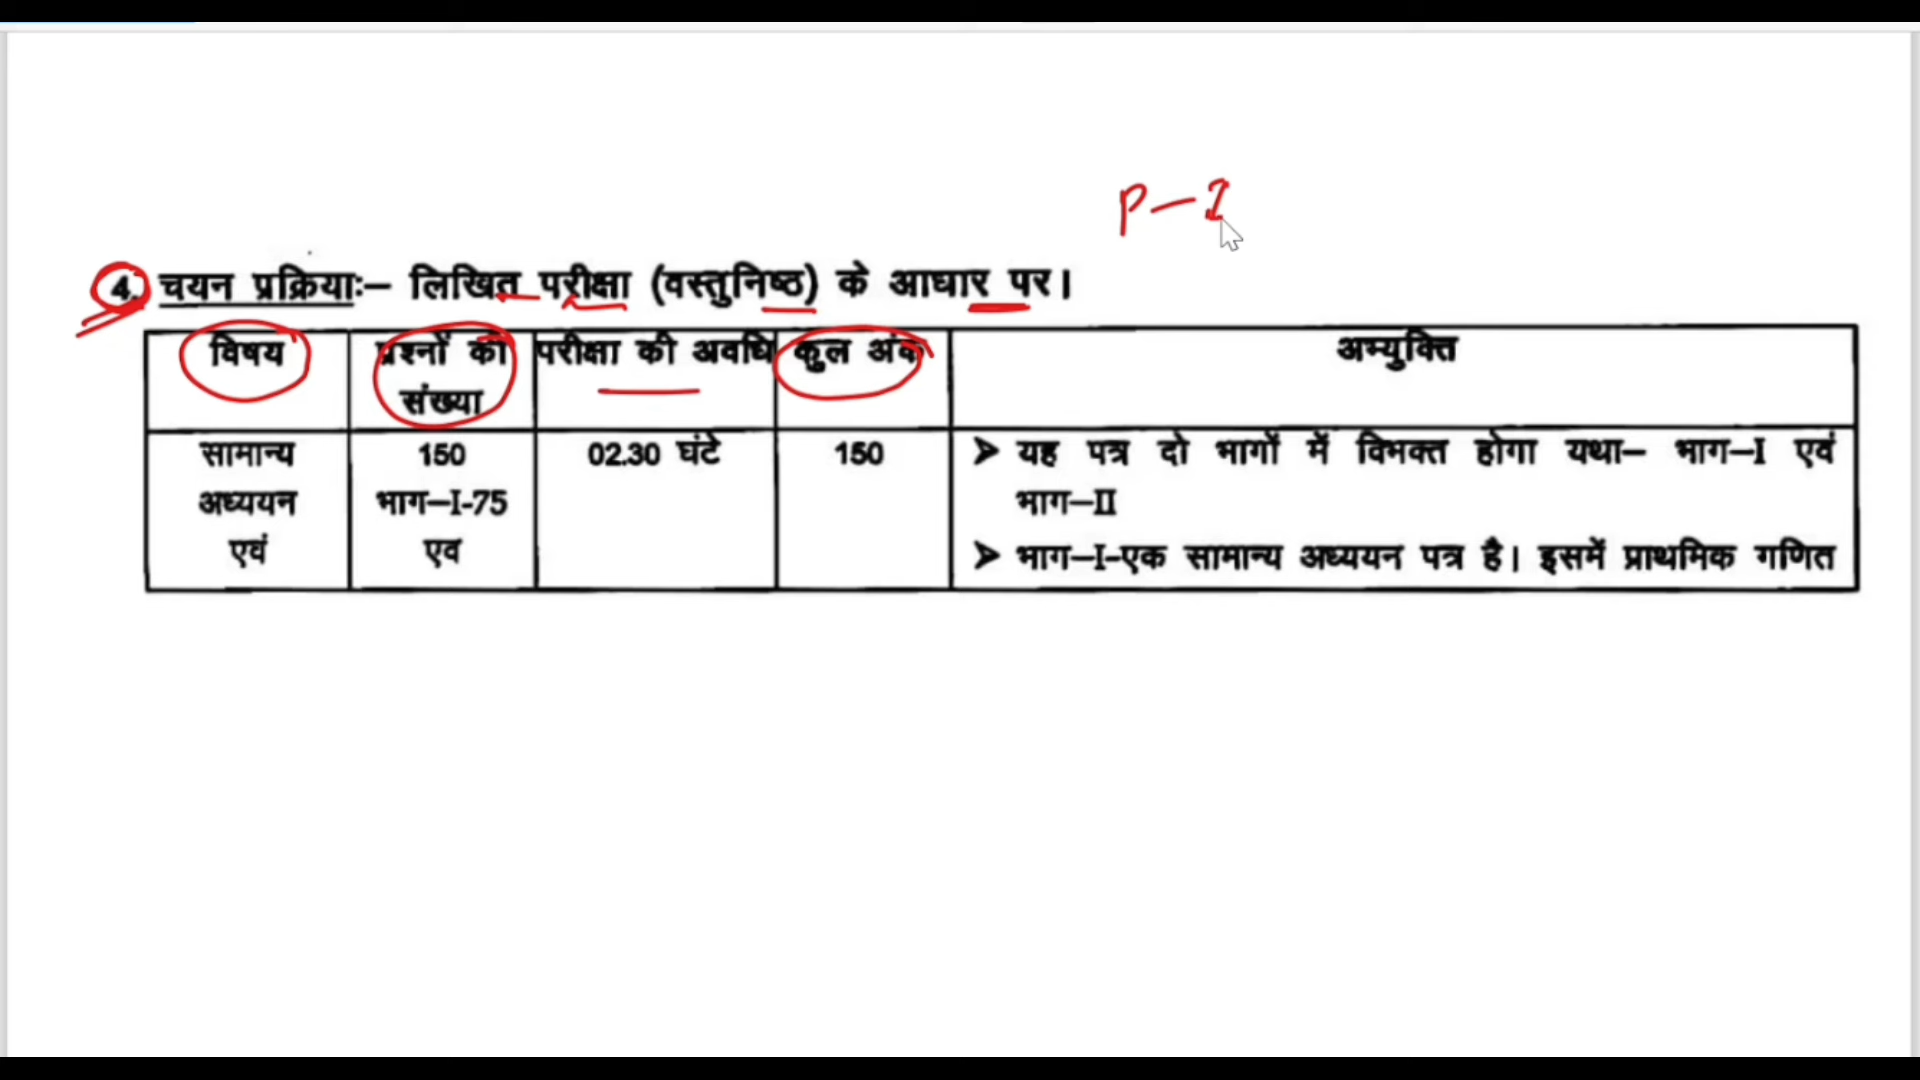 P-I
4. चयन प्रक्रियाः– लिखित परीक्षा (वस्तुनिष्ठ) के आधार पर।
विषय
प्रश्नों की
संख्या
परीक्षा की अवधि
कुल अंक
अभ्युक्ति
सामान्य
अध्ययन
एवं
150
भाग–I-75
एव
02.30 घंटे
150
➤ यह पत्र दो भागों में विभक्त होगा यथा– भाग–I एवं
भाग–II
➤ भाग–I-एक सामान्य अध्ययन पत्र है। इसमें प्राथमिक गणित